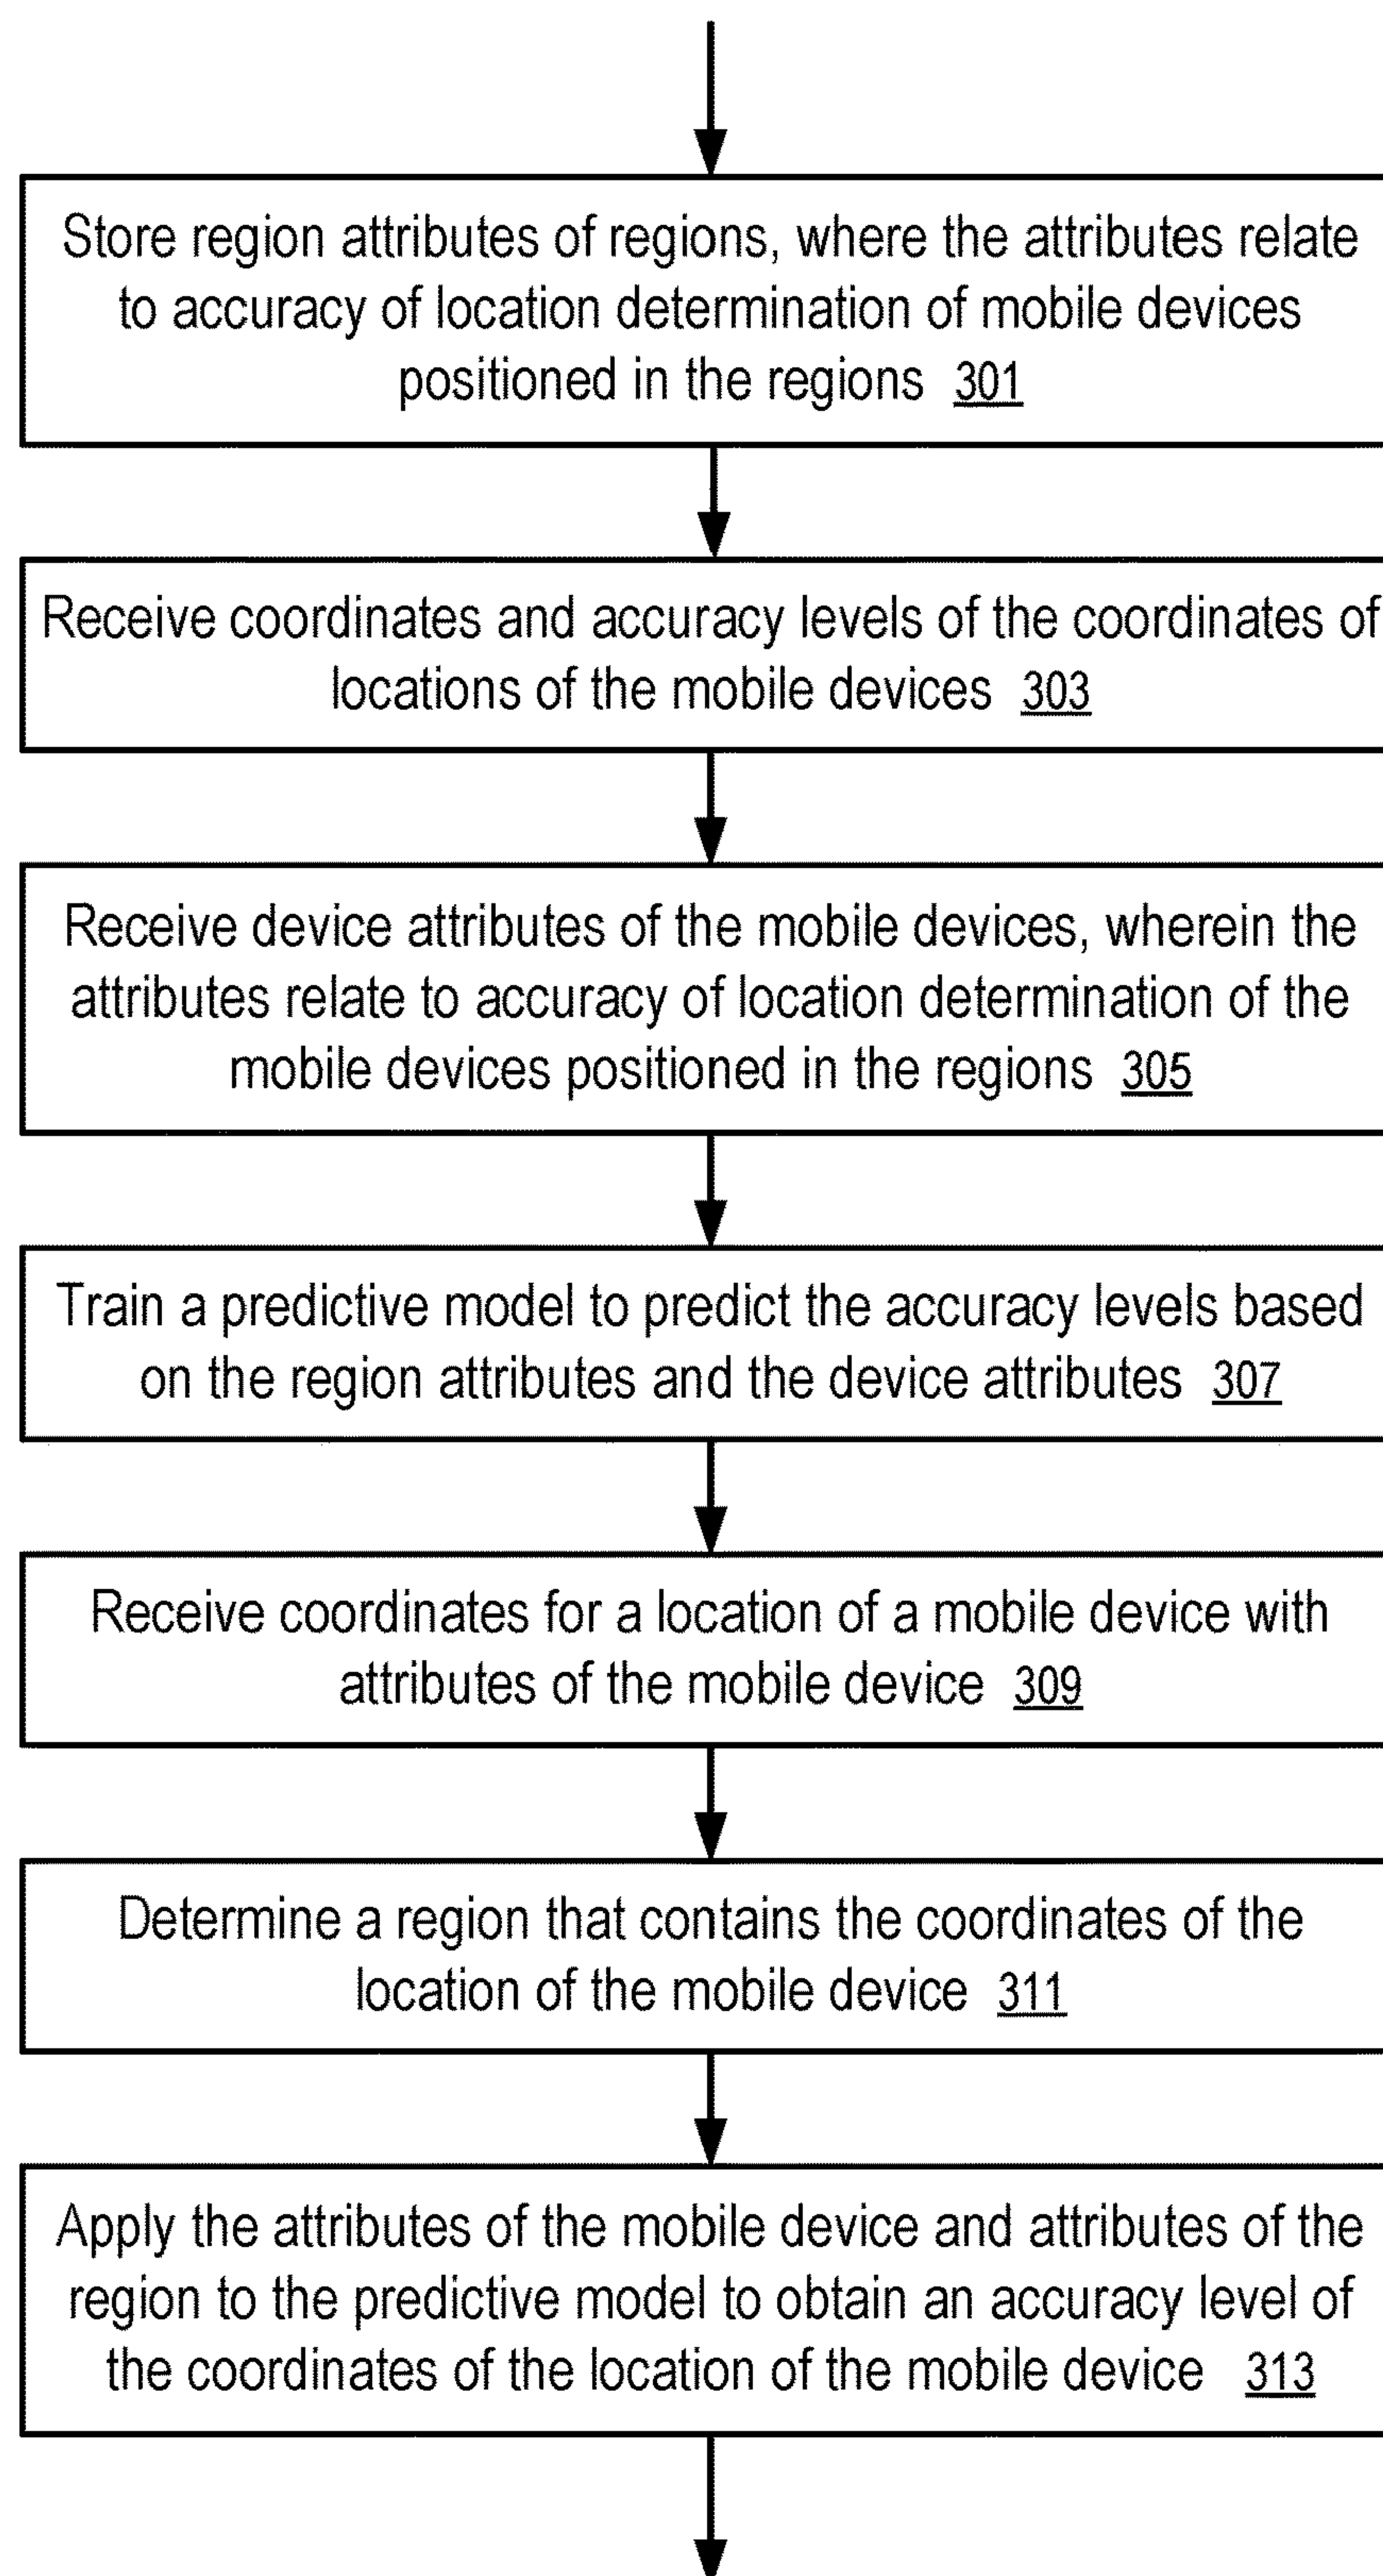 Store region attributes of regions, where the attributes relate
to accuracy of location determination of mobile devices
positioned in the regions 301
Receive coordinates and accuracy levels of the coordinates of
locations of the mobile devices 303
Receive device attributes of the mobile devices, wherein the
attributes relate to accuracy of location determination of the
mobile devices positioned in the regions 305
Train a predictive model to predict the accuracy levels based
on the region attributes and the device attributes 307
Receive coordinates for a location of a mobile device with
attributes of the mobile device 309
Determine a region that contains the coordinates of the
location of the mobile device 311
Apply the attributes of the mobile device and attributes of the
region to the predictive model to obtain an accuracy level of
the coordinates of the location of the mobile device 313